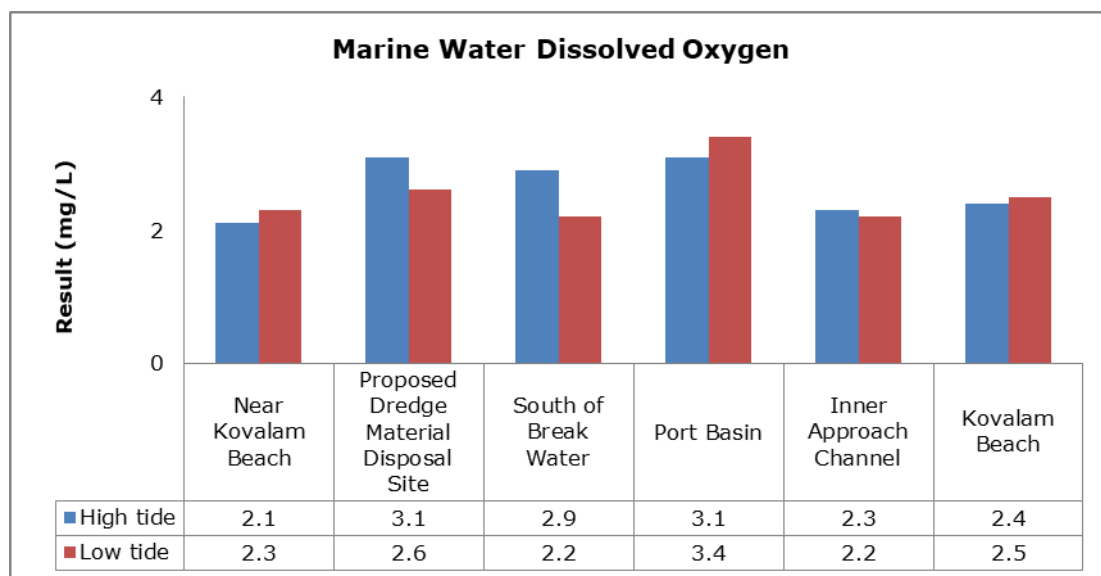 Marine Water Dissolved Oxygen
Result (mg/L)
4
2
0
Near
Kovalam
Beach
Proposed
Dredge
Material
Disposal
Site
South of
Break
Water
Port Basin
Inner
Approach
Channel
Kovalam
Beach
High tide 2.1 3.1 2.9 3.1 2.3 2.4
Low tide 2.3 2.6 2.2 3.4 2.2 2.5